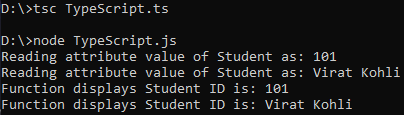 D:\>tsc TypeScript.ts
D:\>node TypeScript.js
Reading attribute value of Student as: 101
Reading attribute value of Student as: Virat Kohli
Function displays Student ID is: 101
Function displays Student ID is: Virat Kohli